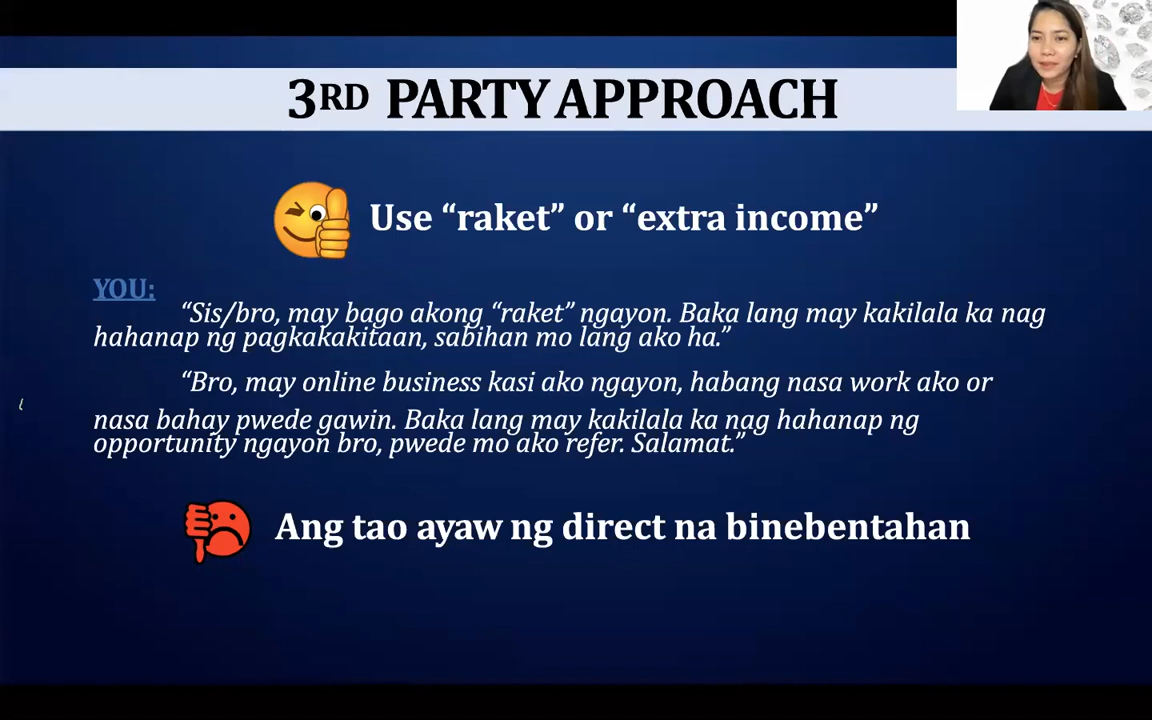 3RD PARTY APPROACH
Use “raket” or “extra income”
YOU:
“Sis/bro, may bago akong “raket” ngayon. Baka lang may kakilala ka nag
hahanap ng pagkakakitaan, sabihan mo lang ako ha.”
“Bro, may online business kasi ako ngayon, habang nasa work ako or
nasa bahay pwede gawin. Baka lang may kakilala ka nag hahanap ng
opportunity ngayon bro, pwede mo ako refer. Salamat.”
Ang tao ayaw ng direct na binebentahan